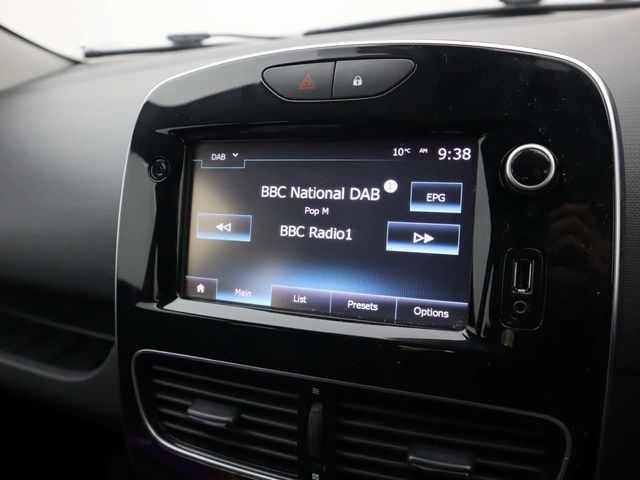 DAB
10°C AM 9:38
BBC National DAB
EPG
Pop M
BBC Radio1
Main
List
Presets
Options